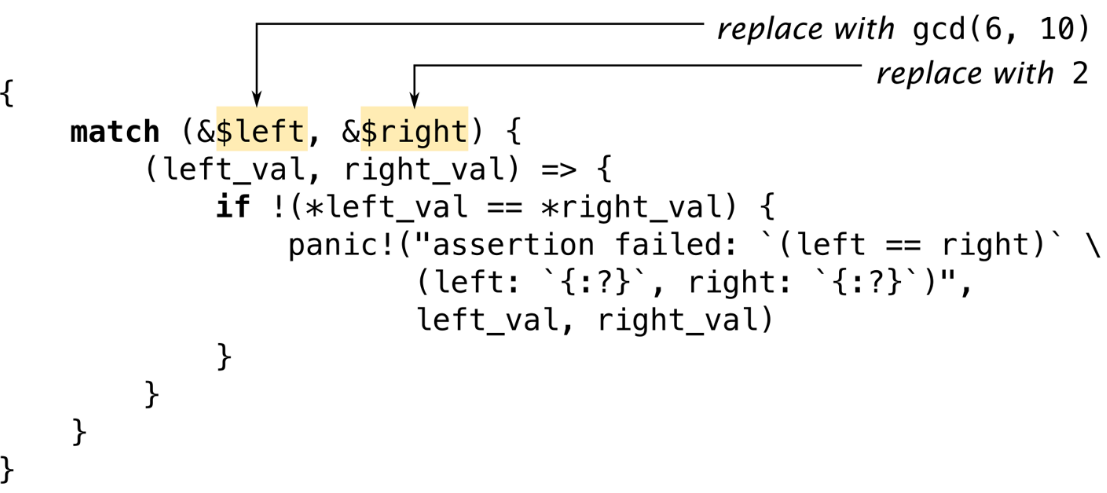 replace with gcd(6, 10)
replace with 2
{
    match (&$left, &$right) {
        (left_val, right_val) => {
            if !(*left_val == *right_val) {
                panic!("assertion failed: `(left == right)` \
                       (left: `{:?}`, right: `{:?}`)",
                       left_val, right_val)
            }
        }
    }
}